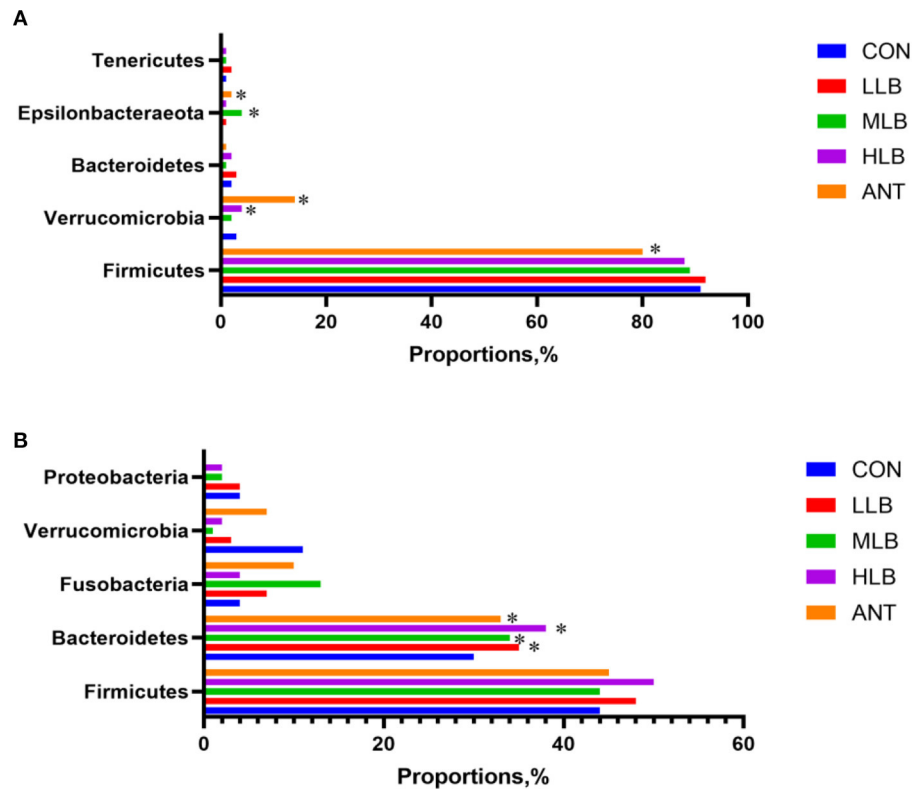 A
Tenericutes
*
Epsilonbacteraeota
*
Bacteroidetes
*
Verrucomicrobia
*
*
Firmicutes
0 20 40 60 80 100
Proportions,%
CON
LLB
MLB
HLB
ANT
B
Proteobacteria
Verrucomicrobia
Fusobacteria
*
*
Bacteroidetes
* *
Firmicutes
0 20 40 60
Proportions,%
CON
LLB
MLB
HLB
ANT